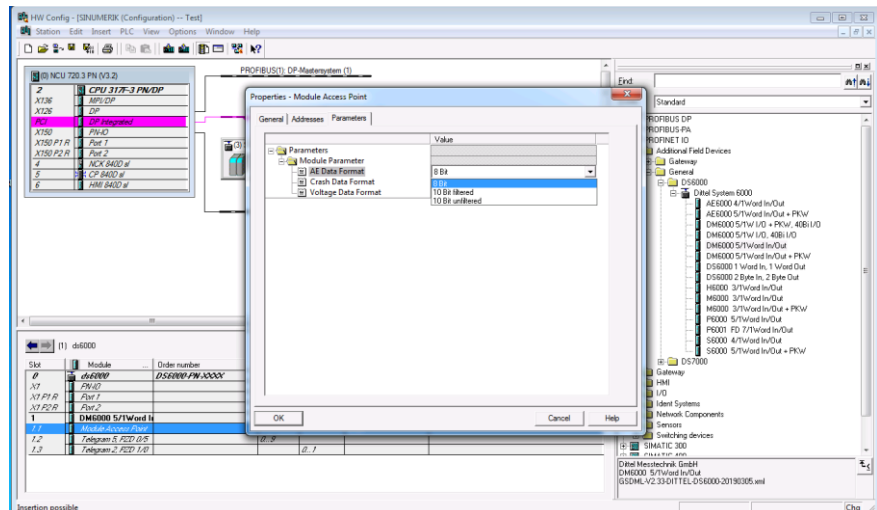 HW Config - [SINUMERIK (Configuration) -- Test]
Station Edit Insert PLC View Options Window Help
(0) NCU 720.3 PN (V3.2)
2 CPU 317F-3 PN/DP
X136 MPI/DP
X126 DP
PCI DP Integrated
X150 PN-IO
X150 P1 R Port 1
X150 P2 R Port 2
4 NCK 840D sl
5 CP 840D sl
6 HMI 840D sl
PROFIBUS(1): DP-Mastersystem (1)
(3)
Properties - Module Access Point
General Addresses Parameters
Value
Parameters
Module Parameter
AE Data Format 8 Bit
Crash Data Format
Voltage Data Format
8 Bit
10 Bit filtered
10 Bit unfiltered
OK Cancel Help
Find:
Standard
PROFIBUS DP
PROFIBUS-PA
PROFINET IO
Additional Field Devices
Gateway
General
DS6000
Dittel System 6000
AE6000 4/1Word In/Out
AE6000 5/1Word In/Out + PKW
DM6000 5/1W I/O + PKW, 40Bi I/O
DM6000 5/1W I/O, 40Bi I/O
DM6000 5/1Word In/Out
DM6000 5/1Word In/Out + PKW
DS6000 1 Word In, 1 Word Out
DS6000 2 Byte In, 2 Byte Out
H6000 3/1Word In/Out
M6000 3/1Word In/Out
M6000 3/1Word In/Out + PKW
P6000 5/1Word In/Out
P6001 FD 7/1Word In/Out
S6000 4/1Word In/Out
S6000 5/1Word In/Out + PKW
DS7000
Gateway
HMI
I/O
Ident Systems
Network Components
Sensors
Switching devices
SIMATIC 300
SIMATIC 400
Dittel Messtechnik GmbH
DM6000 5/1Word In/Out
GSDML-V2.33-DITTEL-DS6000-20190305.xml
(1) ds6000
Slot Module ... Order number
0 ds6000 DS6000-PN-XXXX
X1 PN-IO
X1 P1 R Port 1
X1 P2 R Port 2
1 DM6000 5/1Word In
1.1 Module Access Point
1.2 Telegram 5, PZD 0/5 0...9
1.3 Telegram 2, PZD 1/0 0...1
Insertion possible Chg